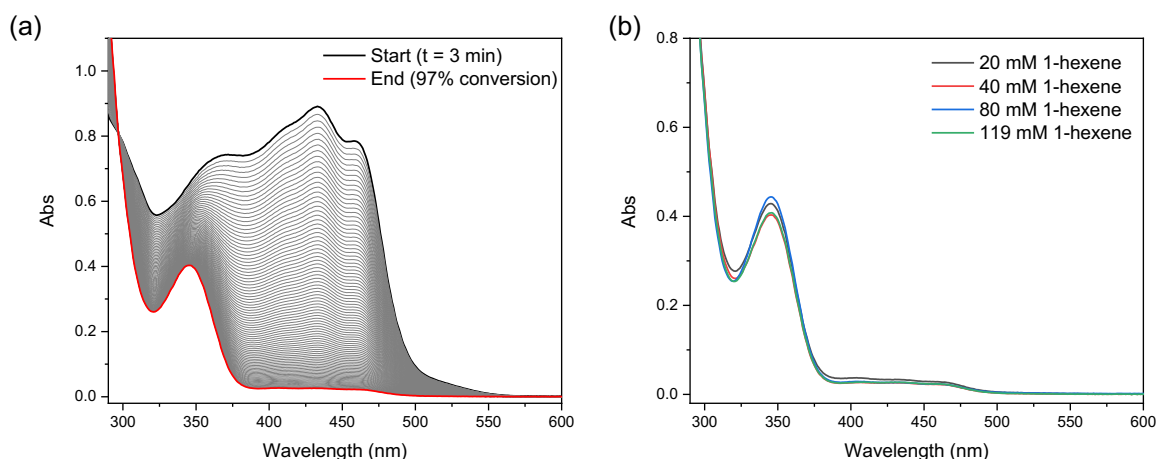 (a)
Start (t = 3 min)
End (97% conversion)
Abs
1.0
0.8
0.6
0.4
0.2
0.0
300 350 400 450 500 550 600
Wavelength (nm)
(b)
20 mM 1-hexene
40 mM 1-hexene
80 mM 1-hexene
119 mM 1-hexene
Abs
0.8
0.6
0.4
0.2
0.0
300 350 400 450 500 550 600
Wavelength (nm)